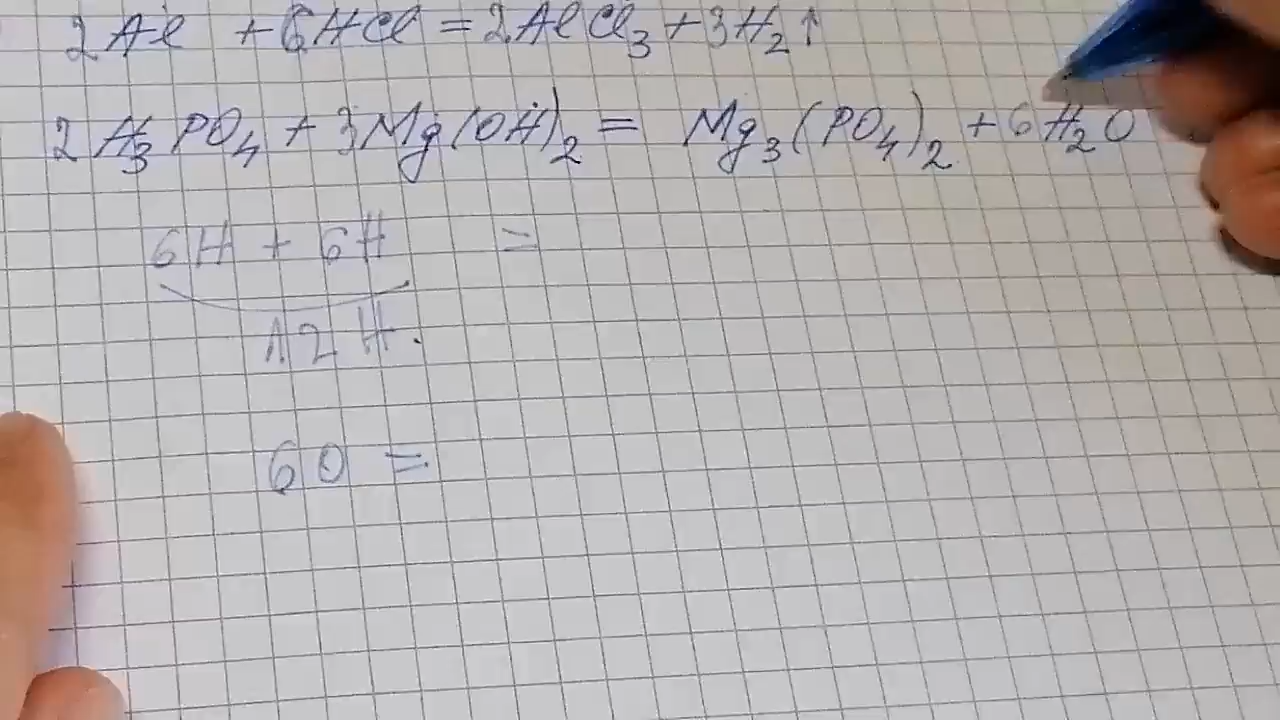 2Al + 6HCl = 2AlCl₃ + 3H₂↑
2H₃PO₄ + 3Mg(OH)₂ = Mg₃(PO₄)₂ + 6H₂O
6H + 6H =
12H.
6O =